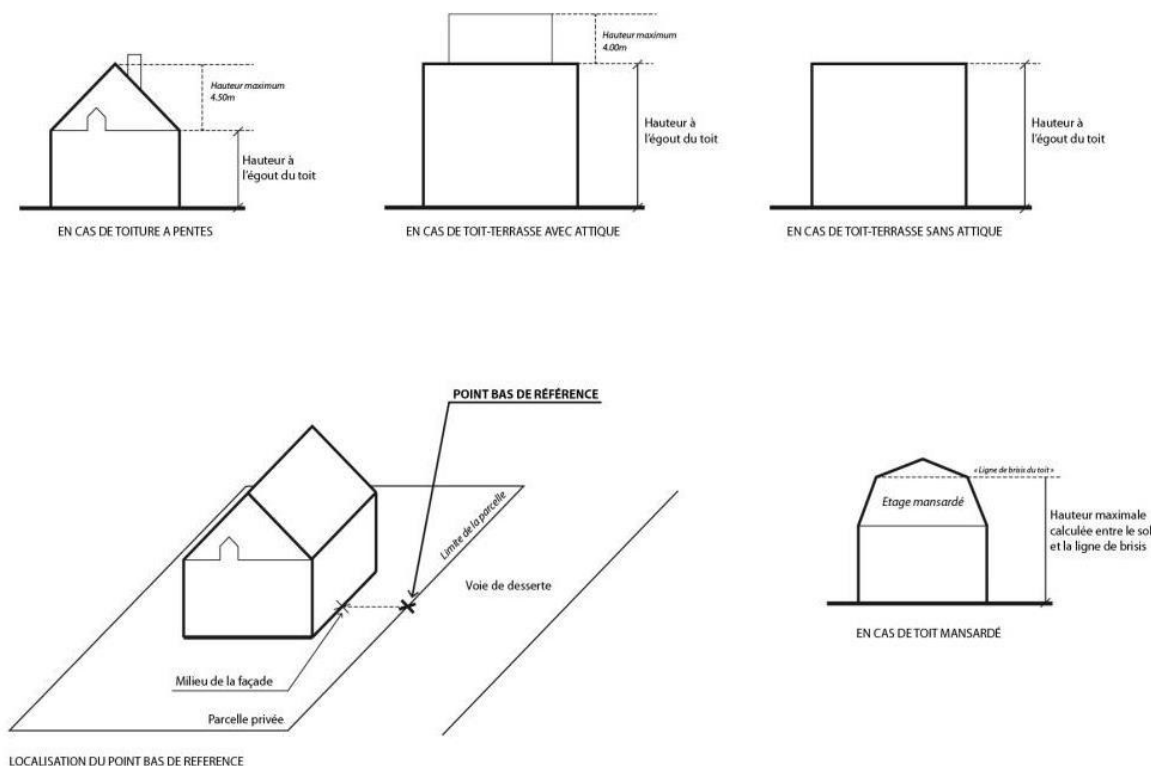 Hauteur maximum
4.50m
Hauteur à
l'égout du toit
EN CAS DE TOITURE A PENTES
Hauteur maximum
4.00m
Hauteur à
l'égout du toit
EN CAS DE TOIT-TERRASSE AVEC ATTIQUE
Hauteur à
l'égout du toit
EN CAS DE TOIT-TERRASSE SANS ATTIQUE
POINT BAS DE RÉFÉRENCE
Limite de la parcelle
Voie de desserte
Milieu de la façade
Parcelle privée
LOCALISATION DU POINT BAS DE REFERENCE
« Ligne de brisis du toit »
Etage mansardé
Hauteur maximale
calculée entre le sol
et la ligne de brisis
EN CAS DE TOIT MANSARDÉ